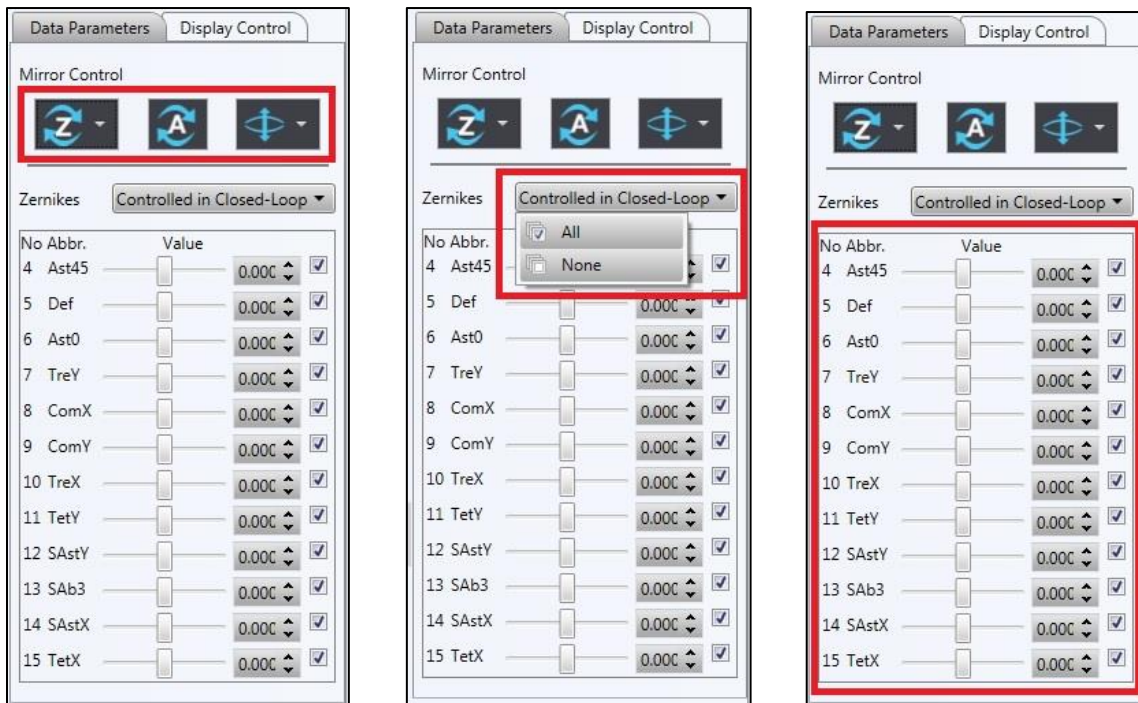 Data Parameters Display Control
Mirror Control
Z A
Zernikes Controlled in Closed-Loop
No Abbr. Value
4 Ast45 0.000
5 Def 0.000
6 Ast0 0.000
7 TreY 0.000
8 ComX 0.000
9 ComY 0.000
10 TreX 0.000
11 TetY 0.000
12 SAstY 0.000
13 SAb3 0.000
14 SAstX 0.000
15 TetX 0.000
Data Parameters Display Control
Mirror Control
Z A
Zernikes Controlled in Closed-Loop
All
None
No Abbr.
4 Ast45
5 Def 0.000
6 Ast0 0.000
7 TreY 0.000
8 ComX 0.000
9 ComY 0.000
10 TreX 0.000
11 TetY 0.000
12 SAstY 0.000
13 SAb3 0.000
14 SAstX 0.000
15 TetX 0.000
Data Parameters Display Control
Mirror Control
Z A
Zernikes Controlled in Closed-Loop
No Abbr. Value
4 Ast45 0.000
5 Def 0.000
6 Ast0 0.000
7 TreY 0.000
8 ComX 0.000
9 ComY 0.000
10 TreX 0.000
11 TetY 0.000
12 SAstY 0.000
13 SAb3 0.000
14 SAstX 0.000
15 TetX 0.000